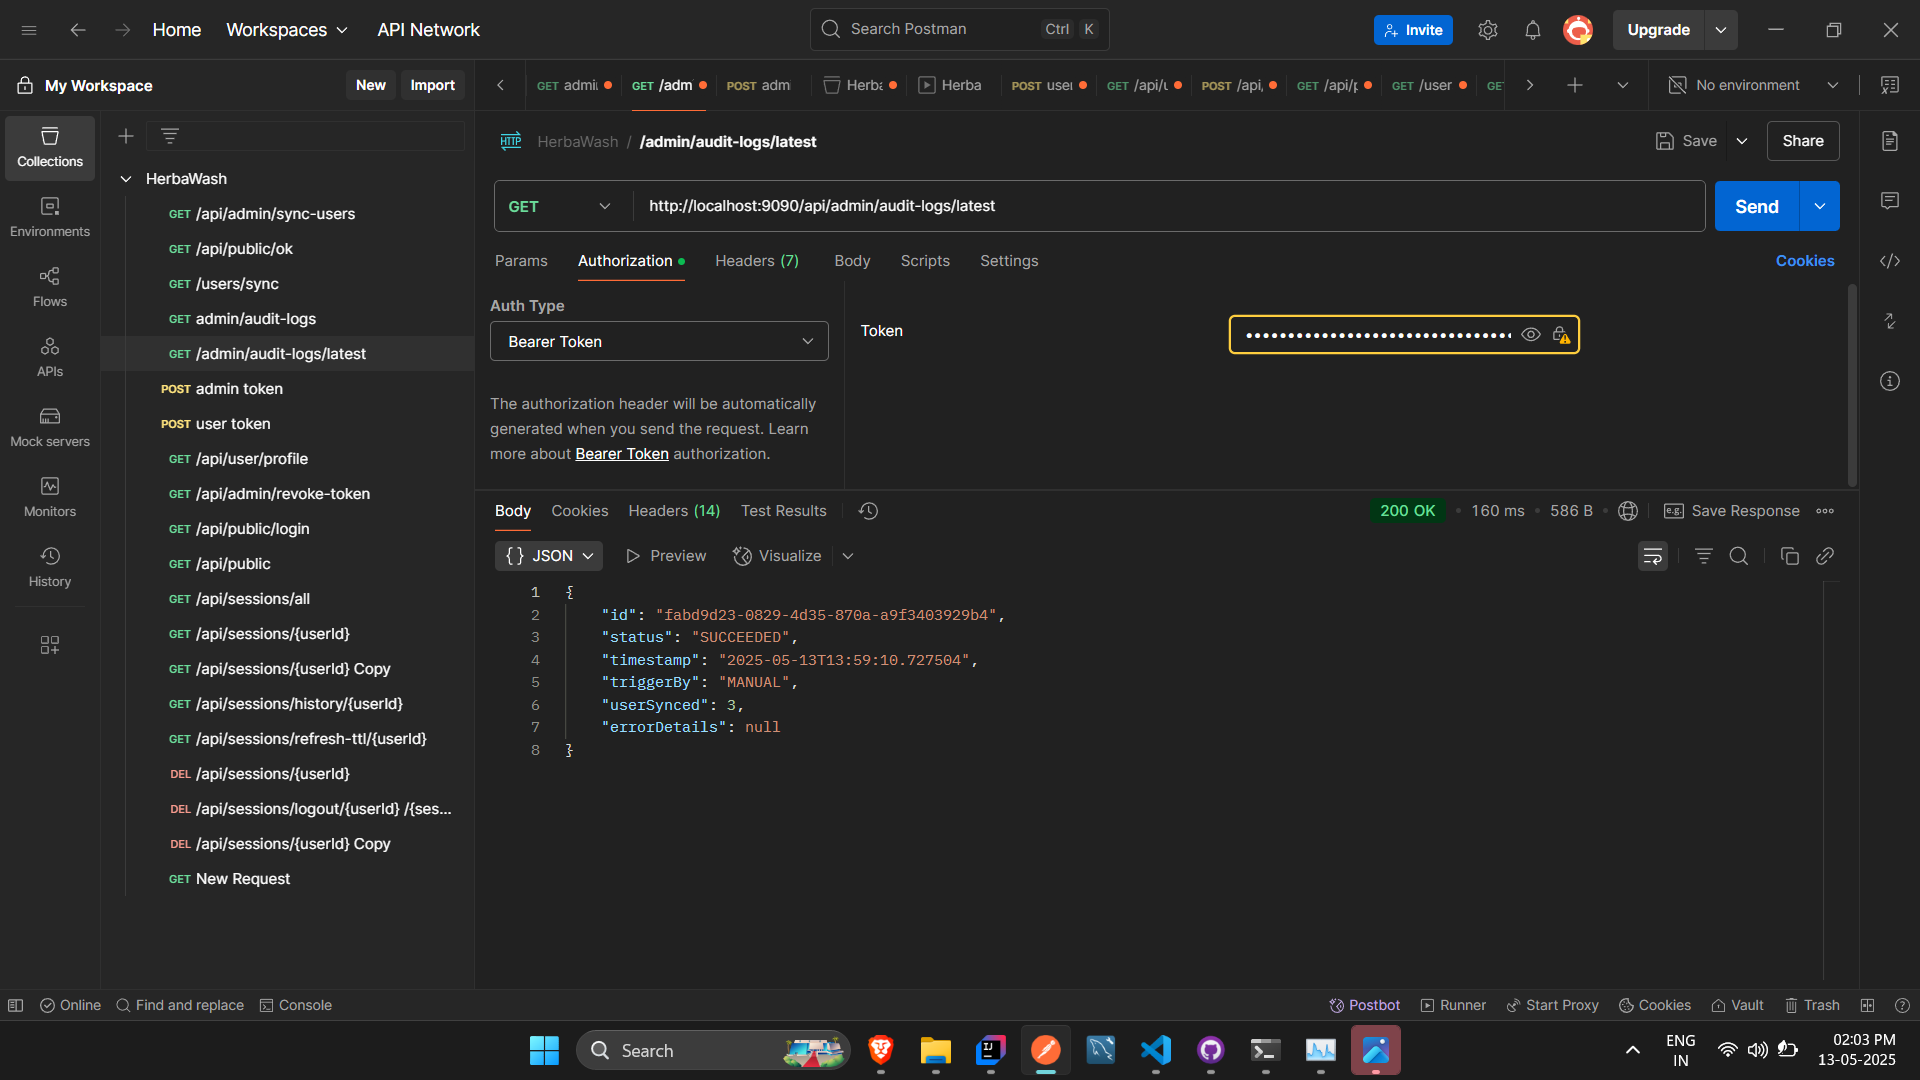 Home Workspaces API Network
Search Postman Ctrl K
Invite Upgrade
My Workspace New Import
GET admi GET /adm POST adm Herba Herba POST user GET /api/u POST /api, GET /api/p GET /user GE No environment
HerbaWash / /admin/audit-logs/latest
HTTP
Save Share
Collections
Environments
Flows
APIs
Mock servers
Monitors
History
HerbaWash
GET /api/admin/sync-users
GET /api/public/ok
GET /users/sync
GET admin/audit-logs
GET /admin/audit-logs/latest
POST admin token
POST user token
GET /api/user/profile
GET /api/admin/revoke-token
GET /api/public/login
GET /api/public
GET /api/sessions/all
GET /api/sessions/{userId}
GET /api/sessions/{userId} Copy
GET /api/sessions/history/{userId}
GET /api/sessions/refresh-ttl/{userId}
DEL /api/sessions/{userId}
DEL /api/sessions/logout/{userId} /{ses...
DEL /api/sessions/{userId} Copy
GET New Request
GET http://localhost:9090/api/admin/audit-logs/latest Send
Params Authorization Headers (7) Body Scripts Settings Cookies
Auth Type
Bearer Token
The authorization header will be automatically
generated when you send the request. Learn
more about Bearer Token authorization.
Token
Body Cookies Headers (14) Test Results 200 OK 160 ms 586 B e.g. Save Response
{} JSON Preview Visualize
1 {
2 "id": "fabd9d23-0829-4d35-870a-a9f3403929b4",
3 "status": "SUCCEEDED",
4 "timestamp": "2025-05-13T13:59:10.727504",
5 "triggerBy": "MANUAL",
6 "userSynced": 3,
7 "errorDetails": null
8 }
Online Find and replace Console Postbot Runner Start Proxy Cookies Vault Trash
Search
ENG
IN
02:03 PM
13-05-2025